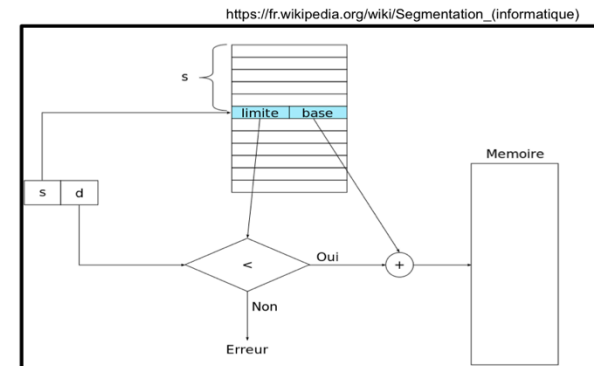 https://fr.wikipedia.org/wiki/Segmentation_(informatique)
s
limite base
Memoire
s d
< Oui +
Non
Erreur